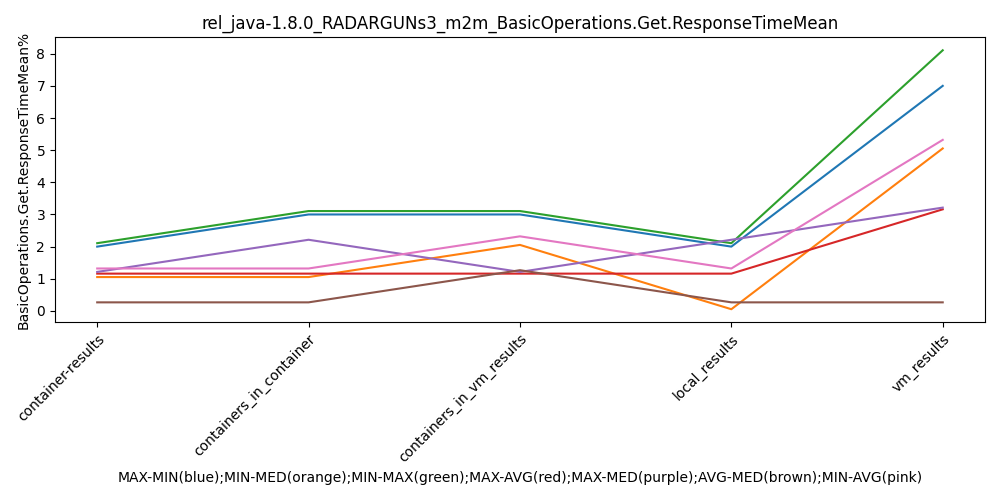 rel_java-1.8.0_RADARGUNs3_m2m_BasicOperations.Get.ResponseTimeMean
BasicOperations.Get.ResponseTimeMean%
8
7
6
5
4
3
2
1
0
container-results
containers_in_container
containers_in_vm_results
local_results
vm_results
MAX-MIN(blue);MIN-MED(orange);MIN-MAX(green);MAX-AVG(red);MAX-MED(purple);AVG-MED(brown);MIN-AVG(pink)